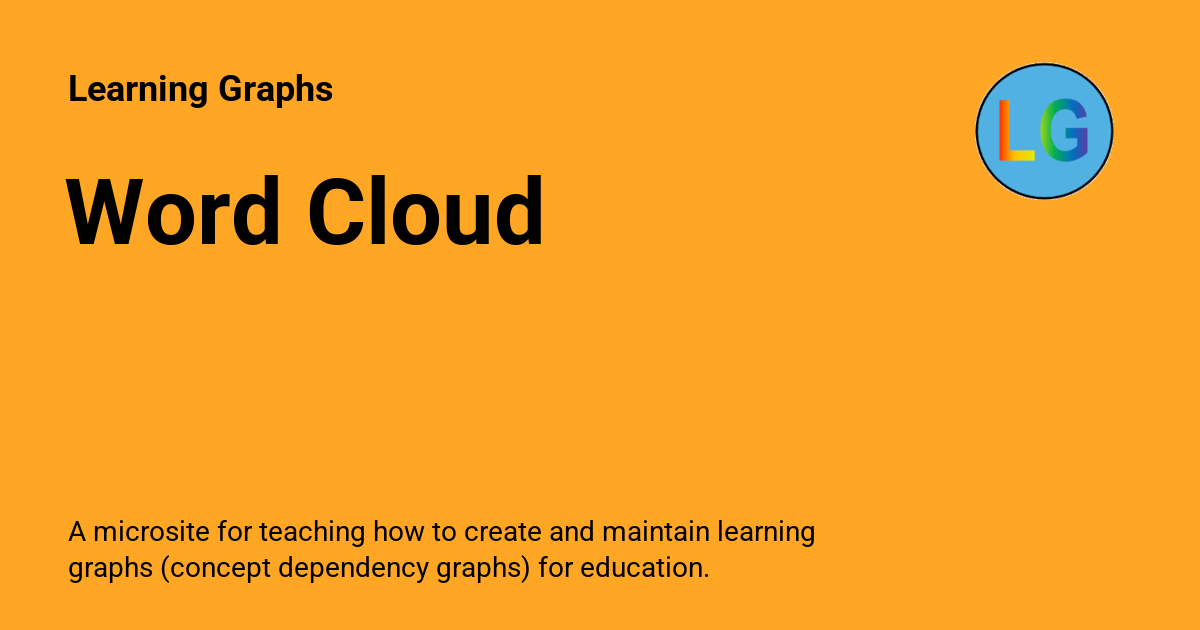 Learning Graphs
LG
Word Cloud
A microsite for teaching how to create and maintain learning
graphs (concept dependency graphs) for education.